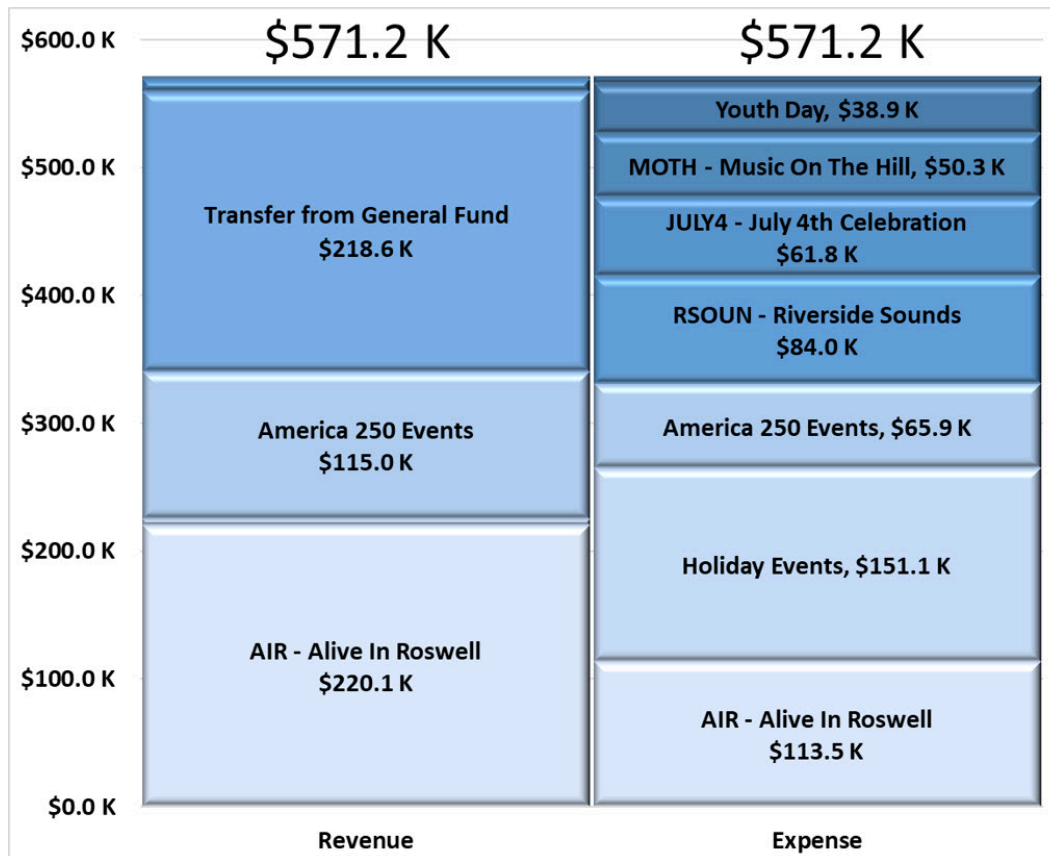 $571.2 K
$571.2 K
$600.0 K
$500.0 K
$400.0 K
$300.0 K
$200.0 K
$100.0 K
$0.0 K
Transfer from General Fund
$218.6 K
America 250 Events
$115.0 K
AIR - Alive In Roswell
$220.1 K
Youth Day, $38.9 K
MOTH - Music On The Hill, $50.3 K
JULY4 - July 4th Celebration
$61.8 K
RSOUN - Riverside Sounds
$84.0 K
America 250 Events, $65.9 K
Holiday Events, $151.1 K
AIR - Alive In Roswell
$113.5 K
Revenue
Expense